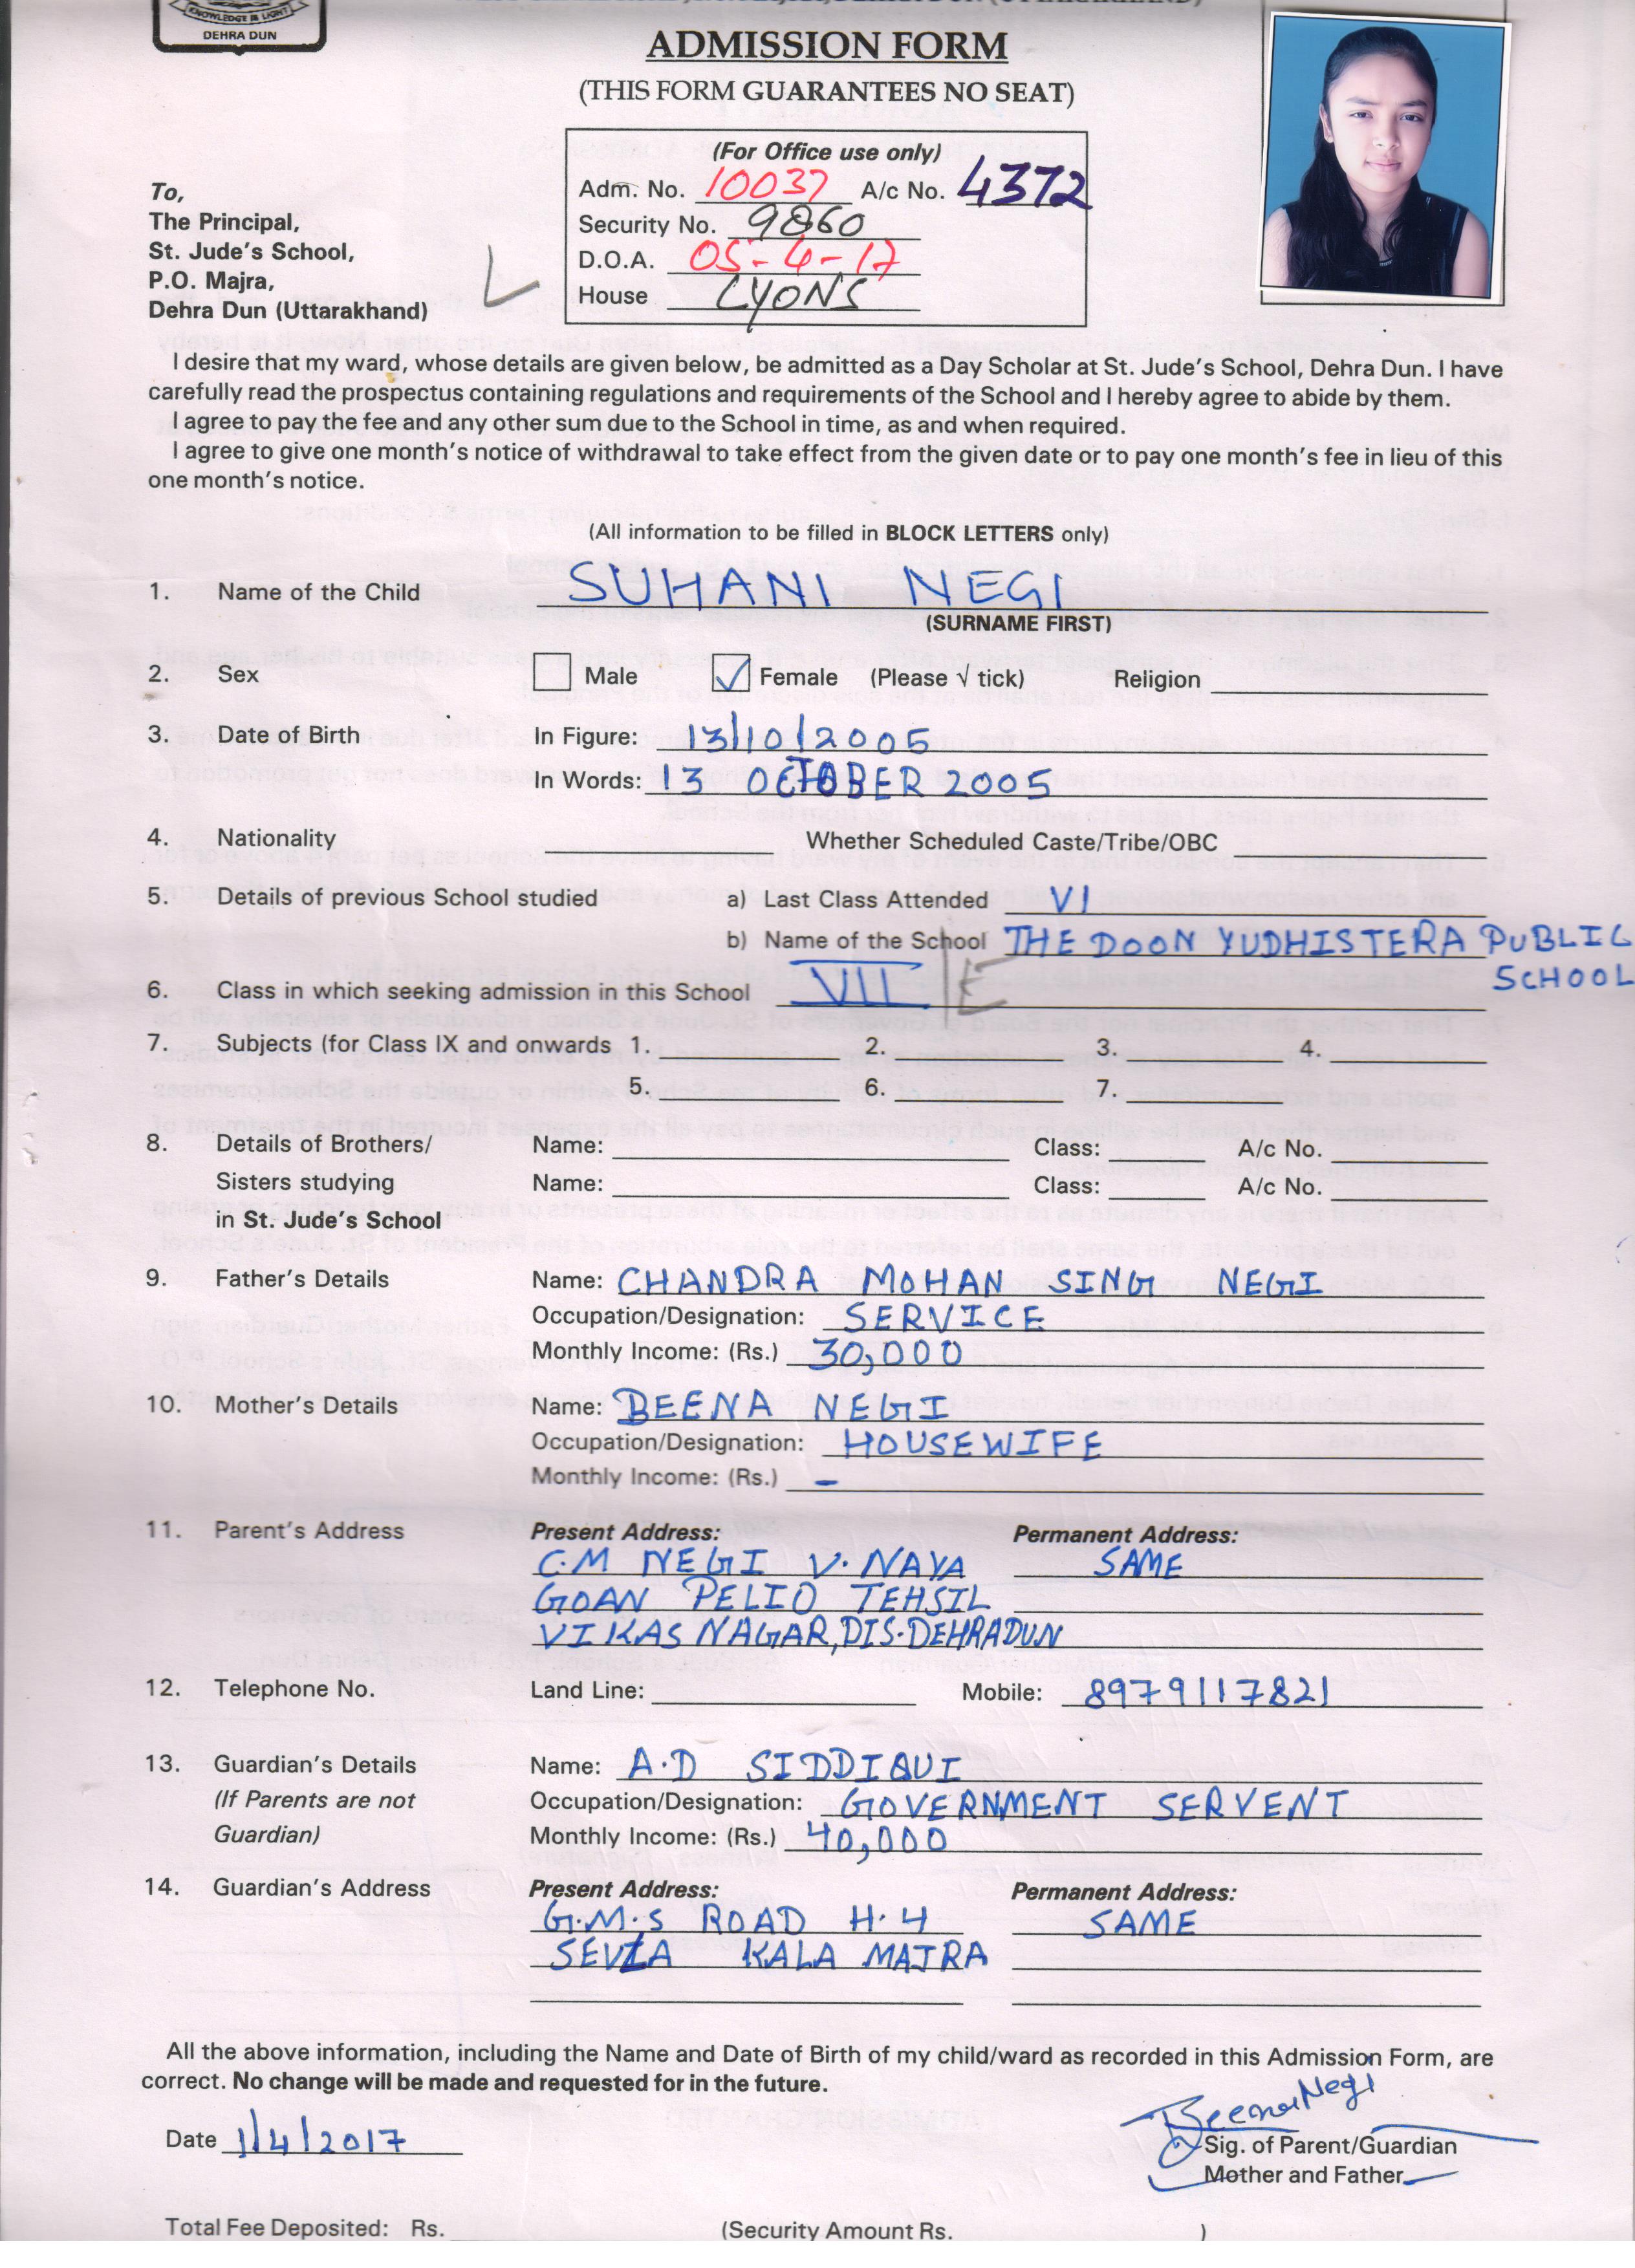 KNOWLEDGE IS LIGHT
DEHRA DUN
ADMISSION FORM
(THIS FORM GUARANTEES NO SEAT)
(For Office use only)
Adm. No. 10037 A/c No. 4372
Security No. 9860
D.O.A. 05-4-17
House LYONS
To,
The Principal,
St. Jude's School,
P.O. Majra,
Dehra Dun (Uttarakhand)
I desire that my ward, whose details are given below, be admitted as a Day Scholar at St. Jude's School, Dehra Dun. I have
carefully read the prospectus containing regulations and requirements of the School and I hereby agree to abide by them.
I agree to pay the fee and any other sum due to the School in time, as and when required.
I agree to give one month's notice of withdrawal to take effect from the given date or to pay one month's fee in lieu of this
one month's notice.
(All information to be filled in BLOCK LETTERS only)
1. Name of the Child SUHANI NEGI
(SURNAME FIRST)
2. Sex Male Female (Please √ tick) Religion
3. Date of Birth In Figure: 13/10/2005
In Words: 13 OCTOBER 2005
4. Nationality Whether Scheduled Caste/Tribe/OBC
5. Details of previous School studied a) Last Class Attended VI
b) Name of the School THE DOON YUDHISTERA PUBLIC
SCHOOL
6. Class in which seeking admission in this School VII E
7. Subjects (for Class IX and onwards 1. 2. 3. 4.
5. 6. 7.
8. Details of Brothers/ Name: Class: A/c No.
Sisters studying Name: Class: A/c No.
in St. Jude's School
9. Father's Details Name: CHANDRA MOHAN SING NEGI
Occupation/Designation: SERVICE
Monthly Income: (Rs.) 30,000
10. Mother's Details Name: BEENA NEGI
Occupation/Designation: HOUSEWIFE
Monthly Income: (Rs.) –
11. Parent's Address Present Address: Permanent Address:
C.M NEGI V. NAYA SAME
GOAN PELIO TEHSIL
VIKAS NAGAR, DIS. DEHRADUN
12. Telephone No. Land Line: Mobile: 8979117821
13. Guardian's Details Name: A.D SIDDIQUI
(If Parents are not Occupation/Designation: GOVERNMENT SERVENT
Guardian) Monthly Income: (Rs.) 40,000
14. Guardian's Address Present Address: Permanent Address:
G.M.S ROAD H.4 SAME
SEVLA KALA MAJRA
All the above information, including the Name and Date of Birth of my child/ward as recorded in this Admission Form, are
correct. No change will be made and requested for in the future.
Beena Negi
Date 1/4/2017 Sig. of Parent/Guardian
Mother and Father
Total Fee Deposited: Rs. (Security Amount Rs. )